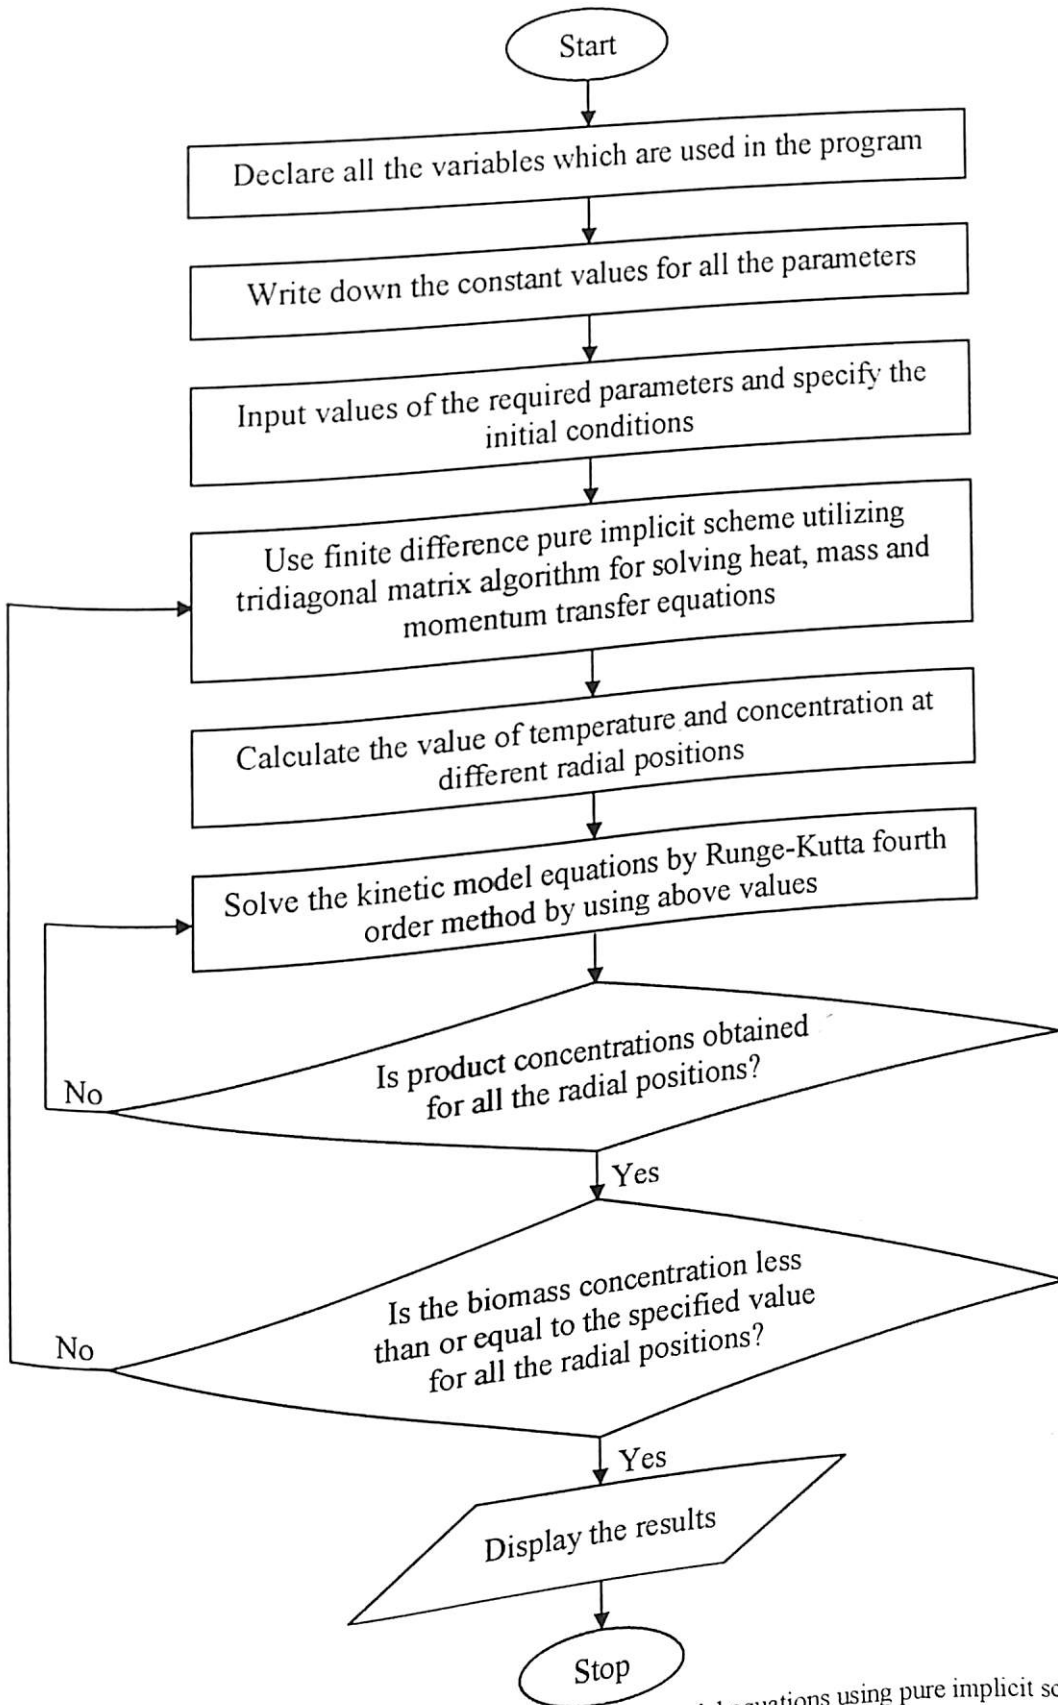 Start
Declare all the variables which are used in the program
Write down the constant values for all the parameters
Input values of the required parameters and specify the
initial conditions
Use finite difference pure implicit scheme utilizing
tridiagonal matrix algorithm for solving heat, mass and
momentum transfer equations
Calculate the value of temperature and concentration at
different radial positions
Solve the kinetic model equations by Runge-Kutta fourth
order method by using above values
Is product concentrations obtained
for all the radial positions?
No
Yes
Is the biomass concentration less
than or equal to the specified value
for all the radial positions?
No
Yes
Display the results
Stop
equations using pure implicit